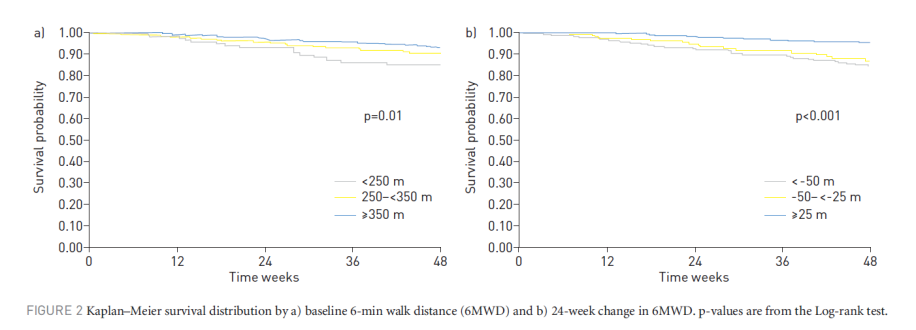 a)
1.00
0.90
0.80
0.70
0.60
0.50
0.40
0.30
0.20
0.10
0.00
Survival probability
p=0.01
<250 m
250–<350 m
≥350 m
0 12 24 36 48
Time weeks
b)
1.00
0.90
0.80
0.70
0.60
0.50
0.40
0.30
0.20
0.10
0.00
Survival probability
p<0.001
<-50 m
-50–<-25 m
≥25 m
0 12 24 36 48
Time weeks
FIGURE 2 Kaplan–Meier survival distribution by a) baseline 6-min walk distance (6MWD) and b) 24-week change in 6MWD. p-values are from the Log-rank test.